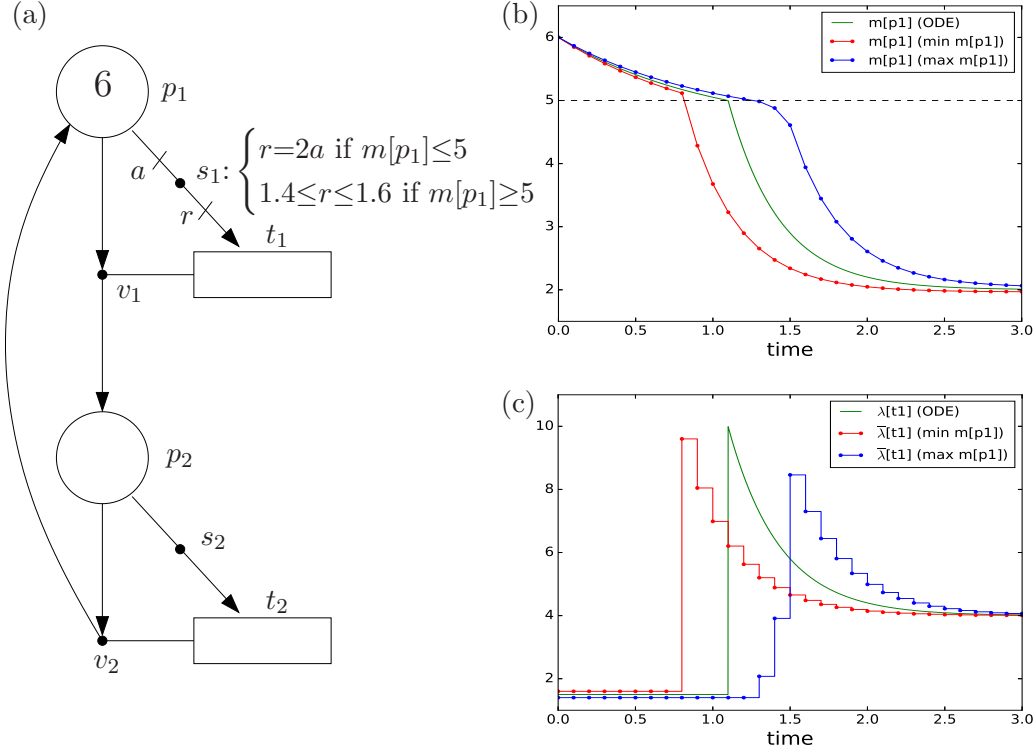 (a)
6
p₁
a
s₁:
r=2a if m[p₁]≤5
1.4≤r≤1.6 if m[p₁]≥5
r
t₁
v₁
p₂
s₂
t₂
v₂
(b)
m[p1] (ODE)
m[p1] (min m[p1])
m[p1] (max m[p1])
6
5
4
3
2
0.0 0.5 1.0 1.5 2.0 2.5 3.0
time
(c)
λ[t1] (ODE)
λ̅[t1] (min m[p1])
λ̅[t1] (max m[p1])
10
8
6
4
2
0.0 0.5 1.0 1.5 2.0 2.5 3.0
time